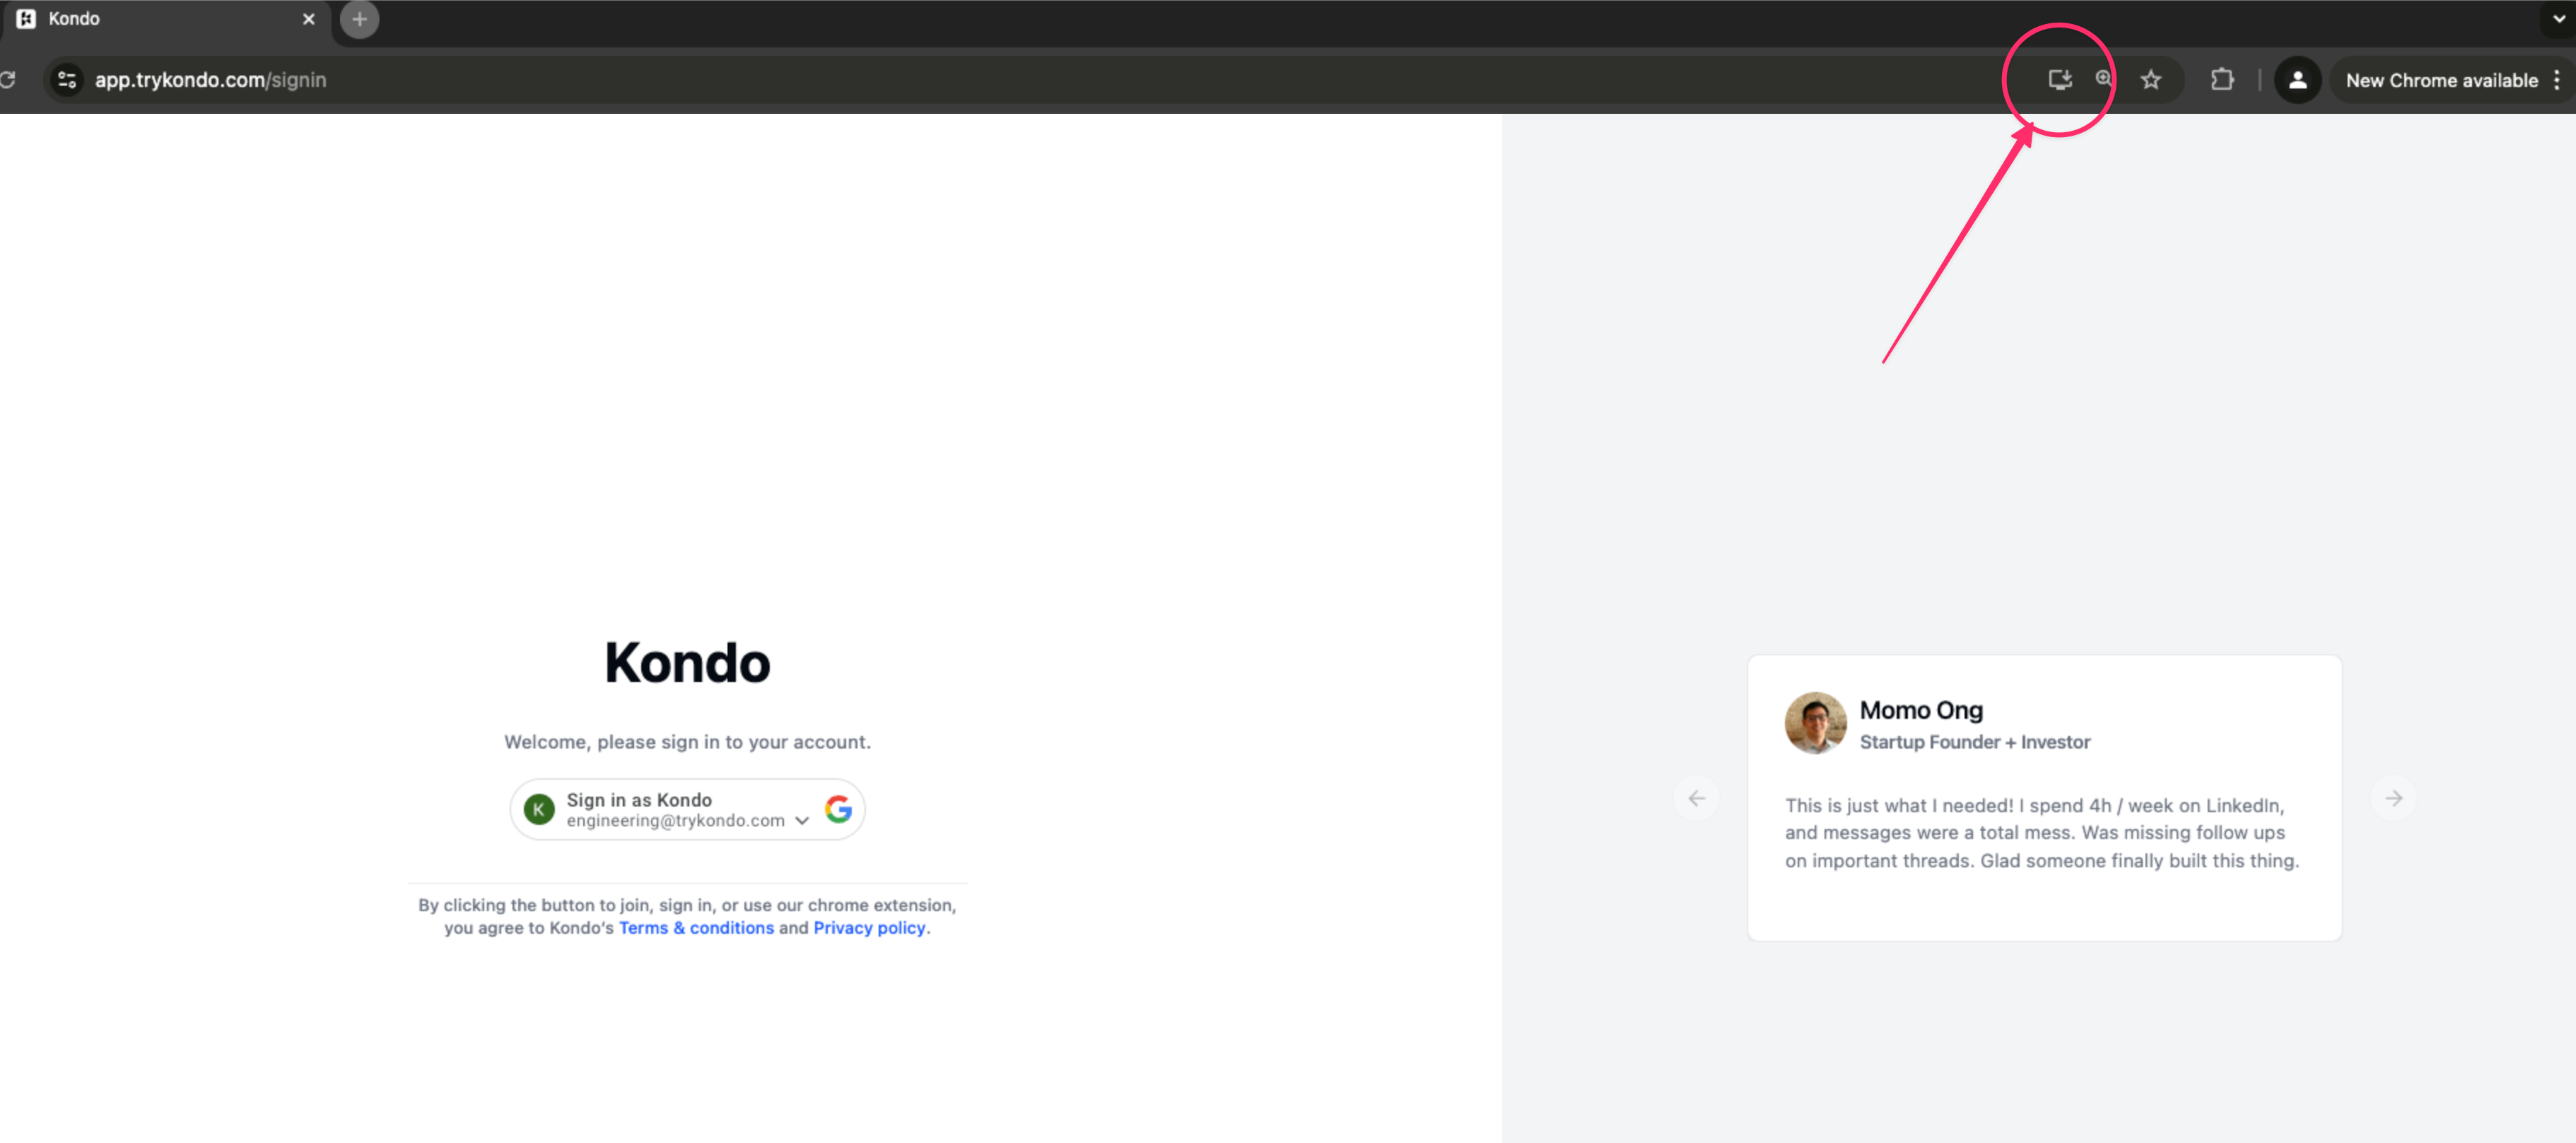 Kondo
app.trykondo.com/signin
New Chrome available
Kondo
Welcome, please sign in to your account.
K
Sign in as Kondo
engineering@trykondo.com
By clicking the button to join, sign in, or use our chrome extension,
you agree to Kondo's Terms & conditions and Privacy policy.
Momo Ong
Startup Founder + Investor
This is just what I needed! I spend 4h / week on LinkedIn,
and messages were a total mess. Was missing follow ups
on important threads. Glad someone finally built this thing.